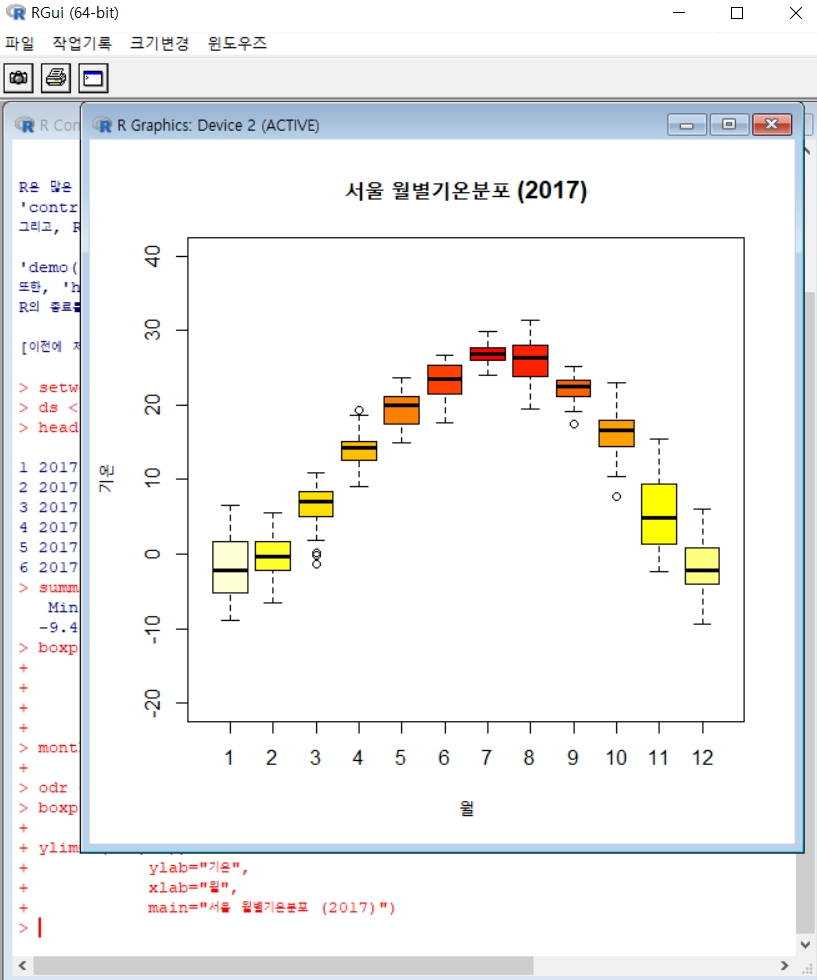 RGui (64-bit)
파일 작업기록 크기변경 윈도우즈
R Con
R Graphics: Device 2 (ACTIVE)
R은 많은
'contr
그리고, R
'demo(
또한, 'h
R의 종료를
[이전에 저
> setw
> ds <
> head
1 2017
2 2017
3 2017
4 2017
5 2017
6 2017
> summ
Min
-9.4
> boxp
+
+
+
+
> mont
+
> odr
> boxp
+
+ ylim
+ ylab="기온",
+ xlab="월",
+ main="서울 월별기온분포 (2017)")
>
서울 월별기온분포 (2017)
40
30
20
10
0
-10
-20
기온
1 2 3 4 5 6 7 8 9 10 11 12
월